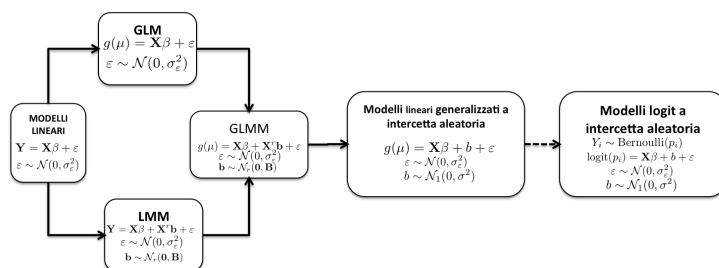 MODELLI
LINEARI
Y = Xβ + ε
ε ∼ N(0, σ²_ε)
GLM
g(μ) = Xβ + ε
ε ∼ N(0, σ²_ε)
LMM
Y = Xβ + X^r b + ε
ε ∼ N(0, σ²_ε)
b ∼ N_r(0, B)
GLMM
g(μ) = Xβ + X^r b + ε
ε ∼ N(0, σ²_ε)
b ∼ N_r(0, B)
Modelli lineari generalizzati a
intercetta aleatoria
g(μ) = Xβ + b + ε
ε ∼ N(0, σ²_ε)
b ∼ N₁(0, σ²)
Modelli logit a
intercetta aleatoria
Y_i ∼ Bernoulli(p_i)
logit(p_i) = Xβ + b + ε
ε ∼ N(0, σ²_ε)
b ∼ N₁(0, σ²)